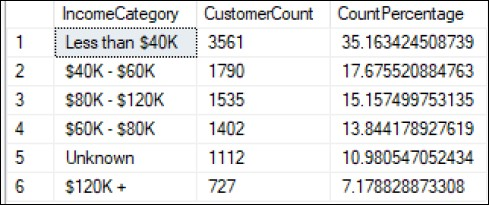 IncomeCategory CustomerCount CountPercentage
1 Less than $40K 3561 35.163424508739
2 $40K - $60K 1790 17.675520884763
3 $80K - $120K 1535 15.157499753135
4 $60K - $80K 1402 13.844178927619
5 Unknown 1112 10.980547052434
6 $120K + 727 7.178828873308